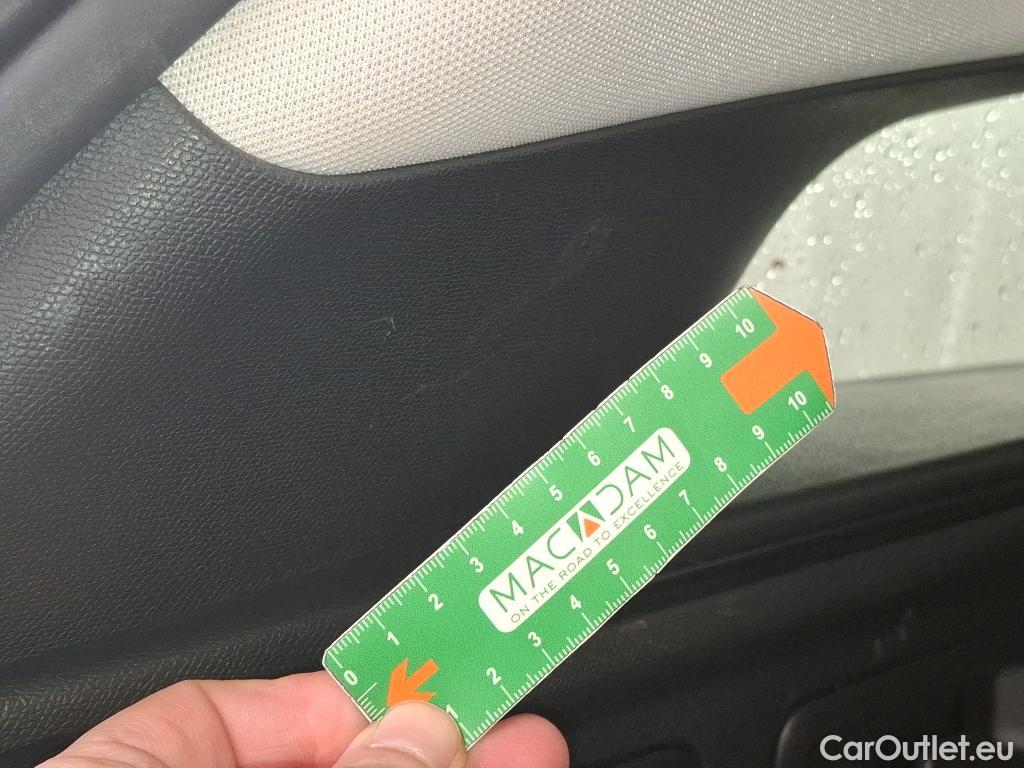 0 1 2 3 4 5 6 7 8 9 10
MACADAM
ON THE ROAD TO EXCELLENCE
1 2 3 4 5 6 7 8 9 10
CarOutlet.eu